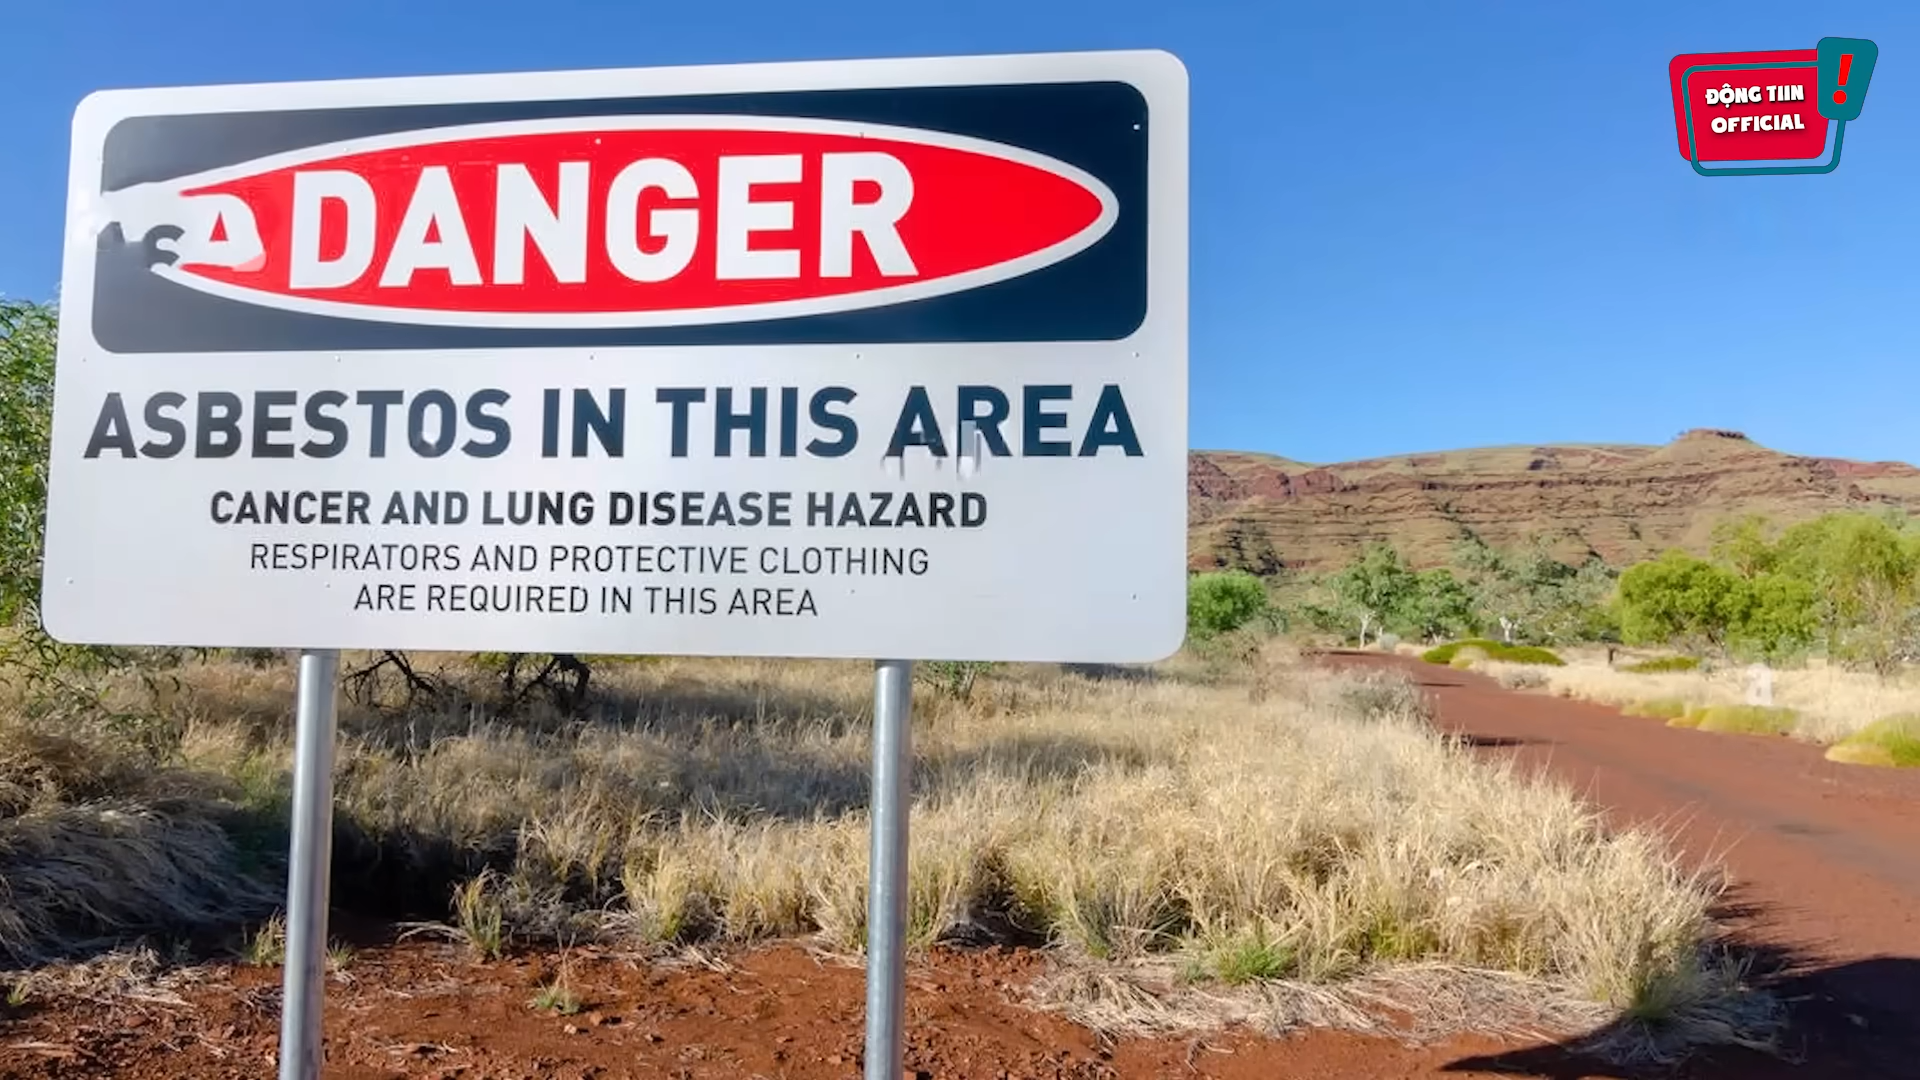 DANGER
ASBESTOS IN THIS AREA
CANCER AND LUNG DISEASE HAZARD
RESPIRATORS AND PROTECTIVE CLOTHING
ARE REQUIRED IN THIS AREA
ĐỘNG TIIN
OFFICIAL